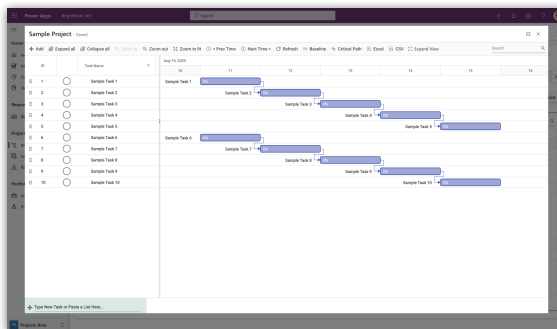 Power Apps | BrightWork 365
Search
Sample Project - Saved
+ Add Expand all Collapse all Zoom in Zoom out Zoom to fit < Prev Time Next Time > Refresh Baseline Critical Path Excel CSV Expand View Search
ID Task Name
Aug 10, 2025
10 11 12 13 14 15 16
1 Sample Task 1 Sample Task 1 0%
2 Sample Task 2 Sample Task 2 0%
3 Sample Task 3 Sample Task 3 0%
4 Sample Task 4 Sample Task 4 0%
5 Sample Task 5 Sample Task 5 0%
6 Sample Task 6 Sample Task 6 0%
7 Sample Task 7 Sample Task 7 0%
8 Sample Task 8 Sample Task 8 0%
9 Sample Task 9 Sample Task 9 0%
10 Sample Task 10 Sample Task 10 0%
+ Type New Task or Paste a List Here...
Projects Area